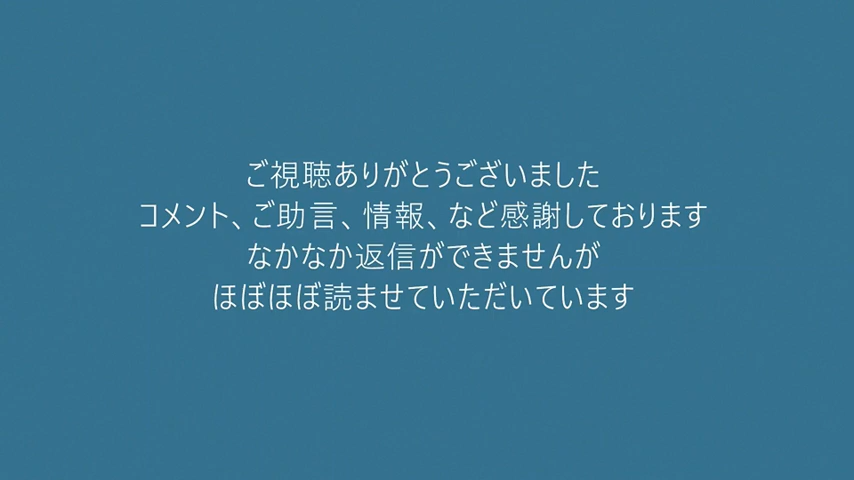 ご視聴ありがとうございました
コメント、ご助言、情報、など感謝しております
なかなか返信ができませんが
ほぼほぼ読ませていただいています